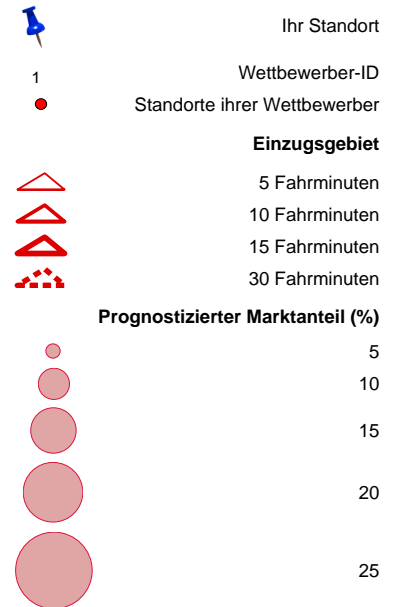 Ihr Standort
1 Wettbewerber-ID
Standorte ihrer Wettbewerber
Einzugsgebiet
5 Fahrminuten
10 Fahrminuten
15 Fahrminuten
30 Fahrminuten
Prognostizierter Marktanteil (%)
5
10
15
20
25